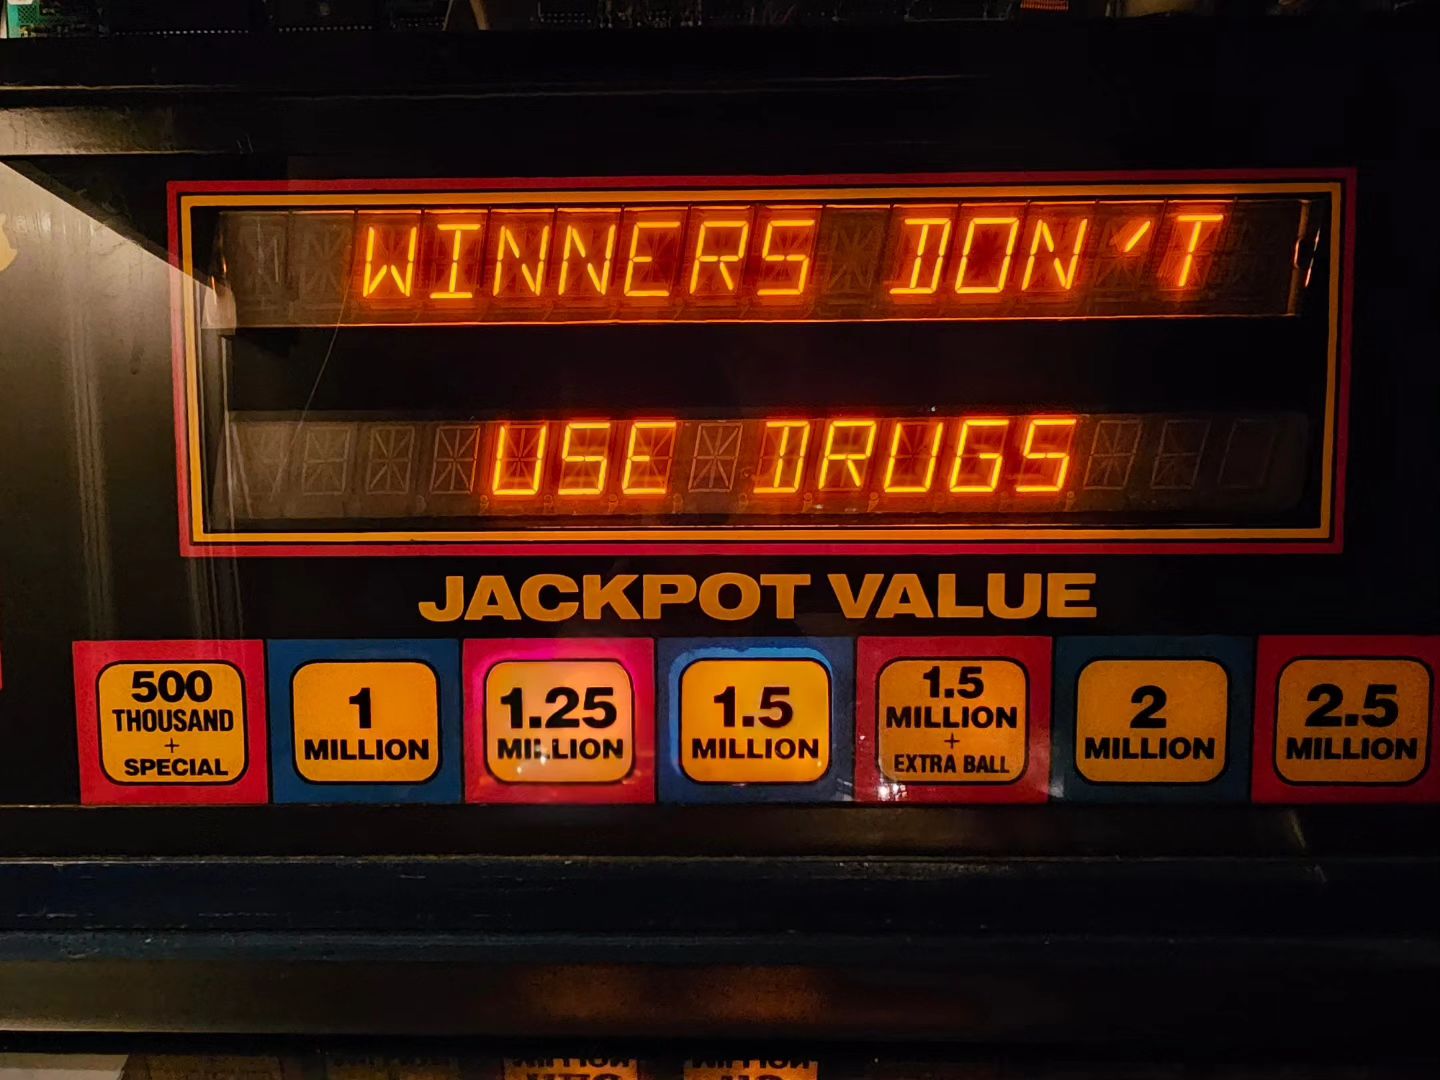 WINNERS DON'T
USE DRUGS
JACKPOT VALUE
500
THOUSAND
+
SPECIAL
1
MILLION
1.25
MILLION
1.5
MILLION
1.5
MILLION
+
EXTRA BALL
2
MILLION
2.5
MILLION